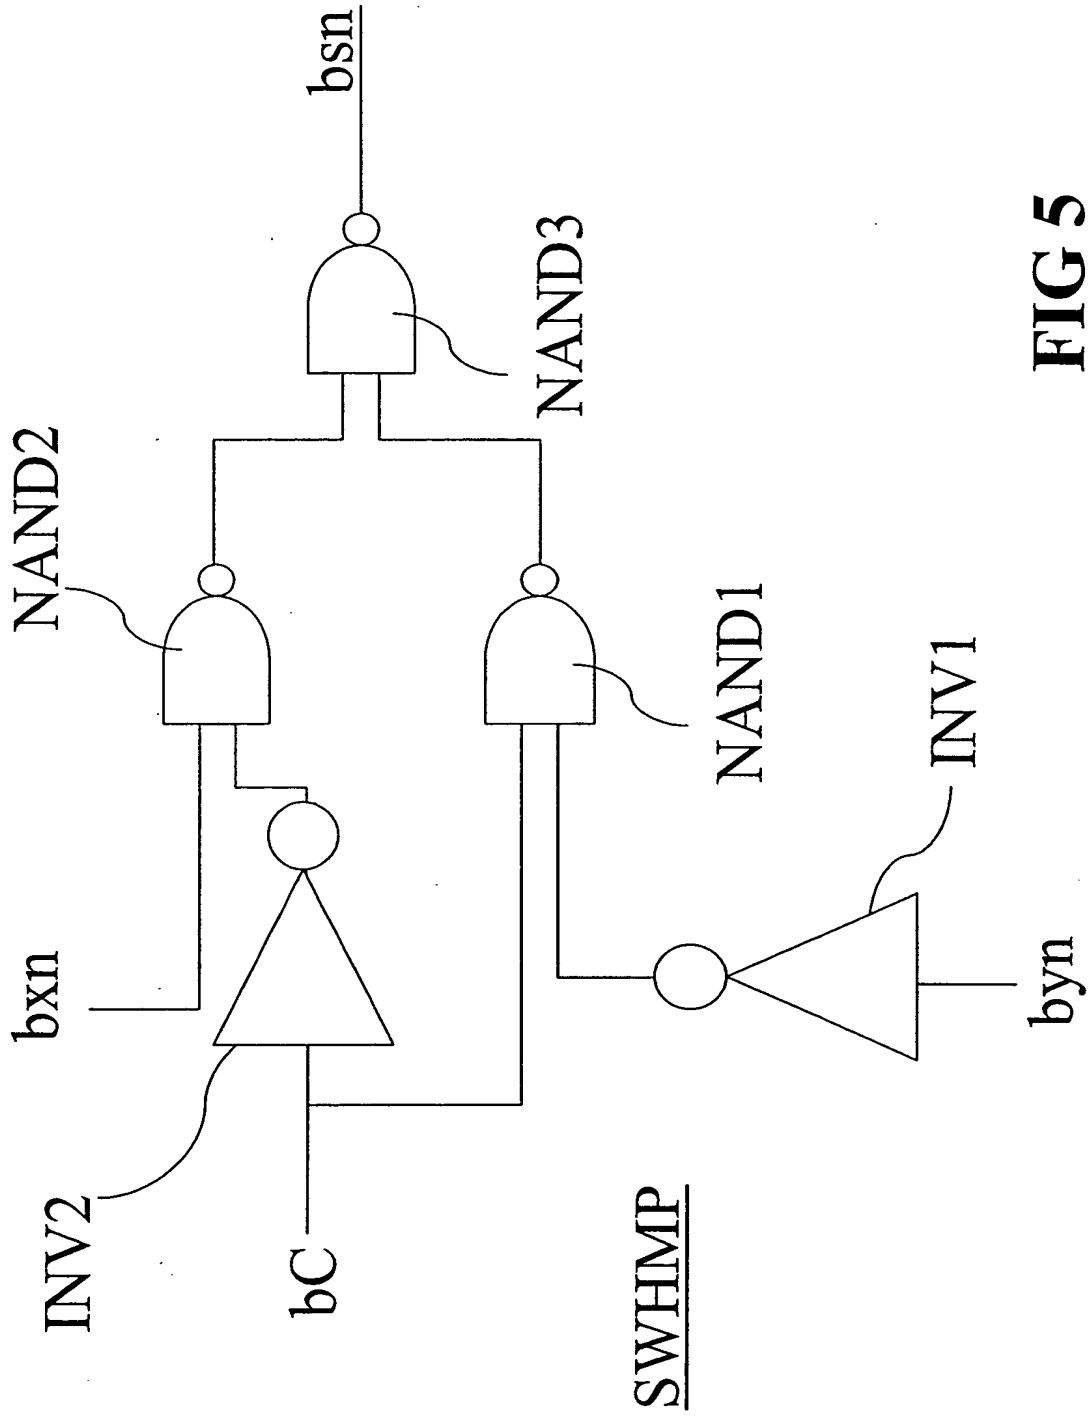 bsn
NAND2
NAND3
bxn
NAND1
INV2
INV1
bC
byn
SWHMP
FIG 5